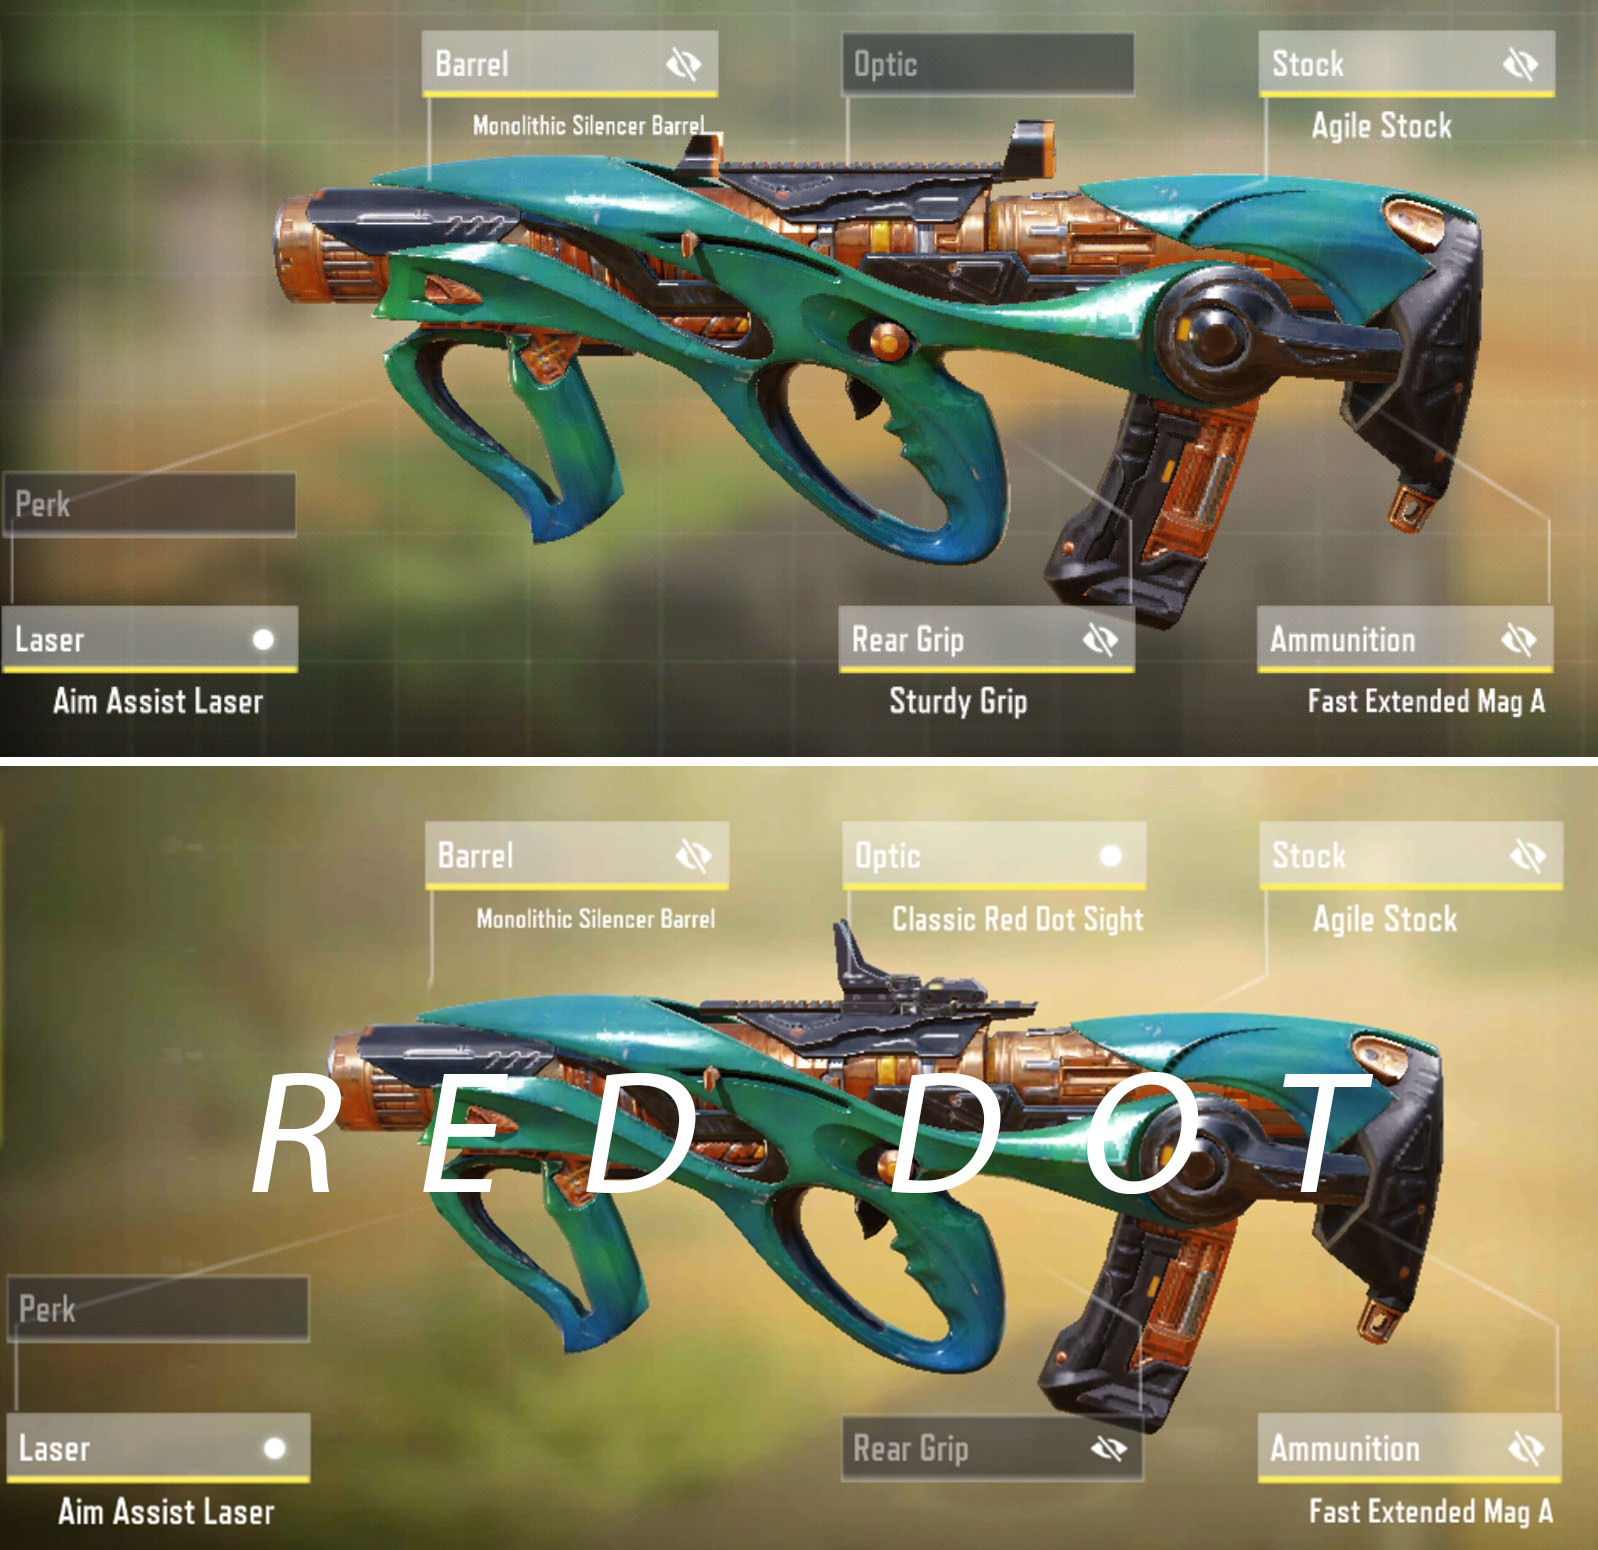 Barrel
Optic
Stock
Monolithic Silencer Barrel
Agile Stock
Perk
Laser
Rear Grip
Ammunition
Aim Assist Laser
Sturdy Grip
Fast Extended Mag A
Barrel
Optic
Stock
Monolithic Silencer Barrel
Classic Red Dot Sight
Agile Stock
RED DOT
Perk
Laser
Rear Grip
Ammunition
Aim Assist Laser
Fast Extended Mag A